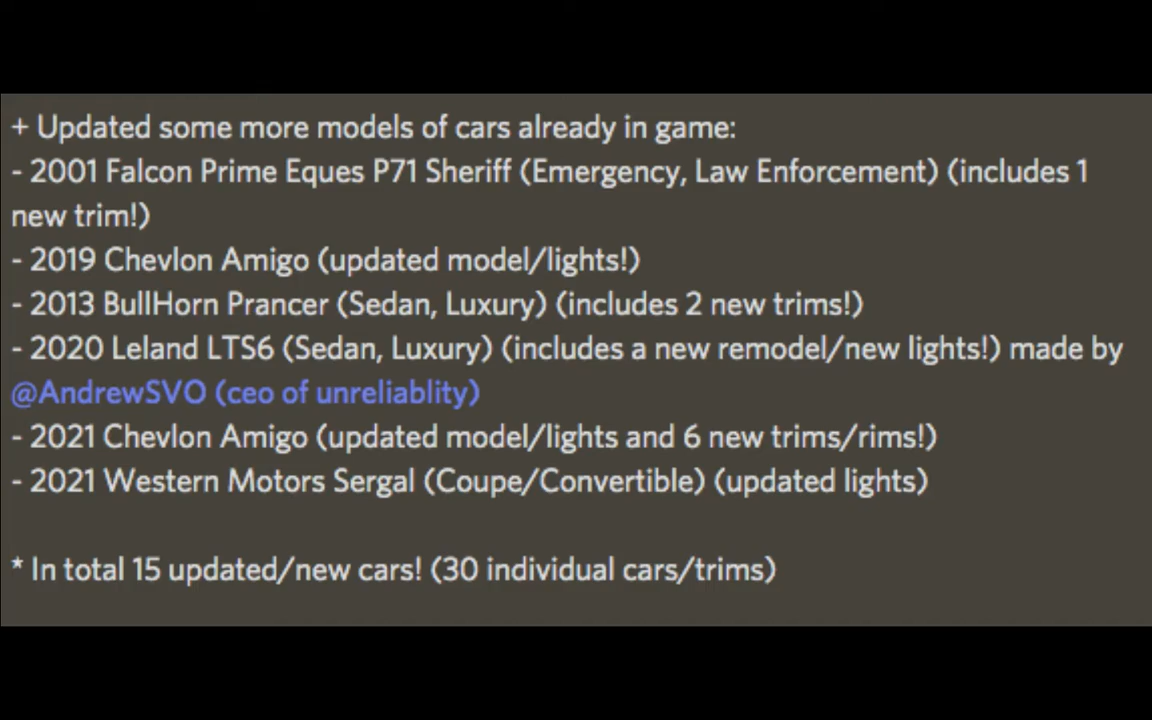 + Updated some more models of cars already in game:
- 2001 Falcon Prime Eques P71 Sheriff (Emergency, Law Enforcement) (includes 1
new trim!)
- 2019 Chevlon Amigo (updated model/lights!)
- 2013 BullHorn Prancer (Sedan, Luxury) (includes 2 new trims!)
- 2020 Leland LTS6 (Sedan, Luxury) (includes a new remodel/new lights!) made by
@AndrewSVO (ceo of unreliablity)
- 2021 Chevlon Amigo (updated model/lights and 6 new trims/rims!)
- 2021 Western Motors Sergal (Coupe/Convertible) (updated lights)
* In total 15 updated/new cars! (30 individual cars/trims)